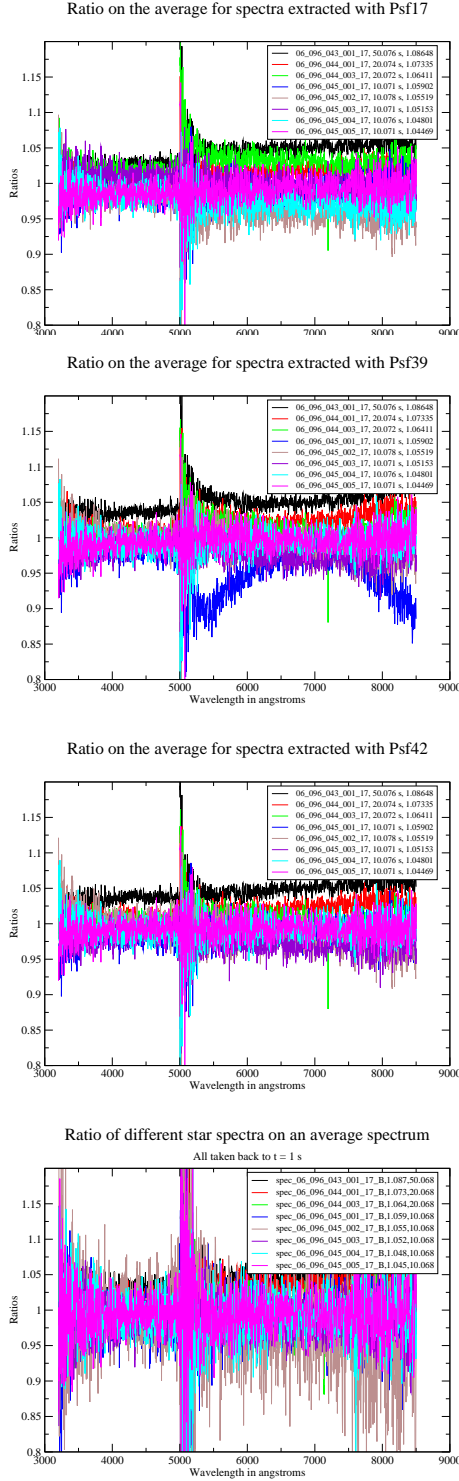 Ratio on the average for spectra extracted with Psf17
06_096_043_001_17, 50.076 s, 1.08648
06_096_044_001_17, 20.074 s, 1.07335
06_096_044_003_17, 20.072 s, 1.06411
06_096_045_001_17, 10.071 s, 1.05902
06_096_045_002_17, 10.078 s, 1.05519
06_096_045_003_17, 10.071 s, 1.05153
06_096_045_004_17, 10.076 s, 1.04801
06_096_045_005_17, 10.071 s, 1.04469
1.15
1.1
1.05
1
0.95
0.9
0.85
0.8
Ratios
3000 4000 5000 6000 7000 8000 9000
Wavelength in angstroms
Ratio on the average for spectra extracted with Psf39
06_096_043_001_17, 50.076 s, 1.08648
06_096_044_001_17, 20.074 s, 1.07335
06_096_044_003_17, 20.072 s, 1.06411
06_096_045_001_17, 10.071 s, 1.05902
06_096_045_002_17, 10.078 s, 1.05519
06_096_045_003_17, 10.071 s, 1.05153
06_096_045_004_17, 10.076 s, 1.04801
06_096_045_005_17, 10.071 s, 1.04469
1.15
1.1
1.05
1
0.95
0.9
0.85
0.8
Ratios
3000 4000 5000 6000 7000 8000 9000
Wavelength in angstroms
Ratio on the average for spectra extracted with Psf42
06_096_043_001_17, 50.076 s, 1.08648
06_096_044_001_17, 20.074 s, 1.07335
06_096_044_003_17, 20.072 s, 1.06411
06_096_045_001_17, 10.071 s, 1.05902
06_096_045_002_17, 10.078 s, 1.05519
06_096_045_003_17, 10.071 s, 1.05153
06_096_045_004_17, 10.076 s, 1.04801
06_096_045_005_17, 10.071 s, 1.04469
1.15
1.1
1.05
1
0.95
0.9
0.85
0.8
Ratios
3000 4000 5000 6000 7000 8000 9000
Wavelength in angstroms
Ratio of different star spectra on an average spectrum
All taken back to t = 1 s
spec_06_096_043_001_17_B,1.087,50.068
spec_06_096_044_001_17_B,1.073,20.068
spec_06_096_044_003_17_B,1.064,20.068
spec_06_096_045_001_17_B,1.059,10.068
spec_06_096_045_002_17_B,1.055,10.068
spec_06_096_045_003_17_B,1.052,10.068
spec_06_096_045_004_17_B,1.048,10.068
spec_06_096_045_005_17_B,1.045,10.068
1.15
1.1
1.05
1
0.95
0.9
0.85
0.8
Ratios
3000 4000 5000 6000 7000 8000 9000
Wavelength in angstroms